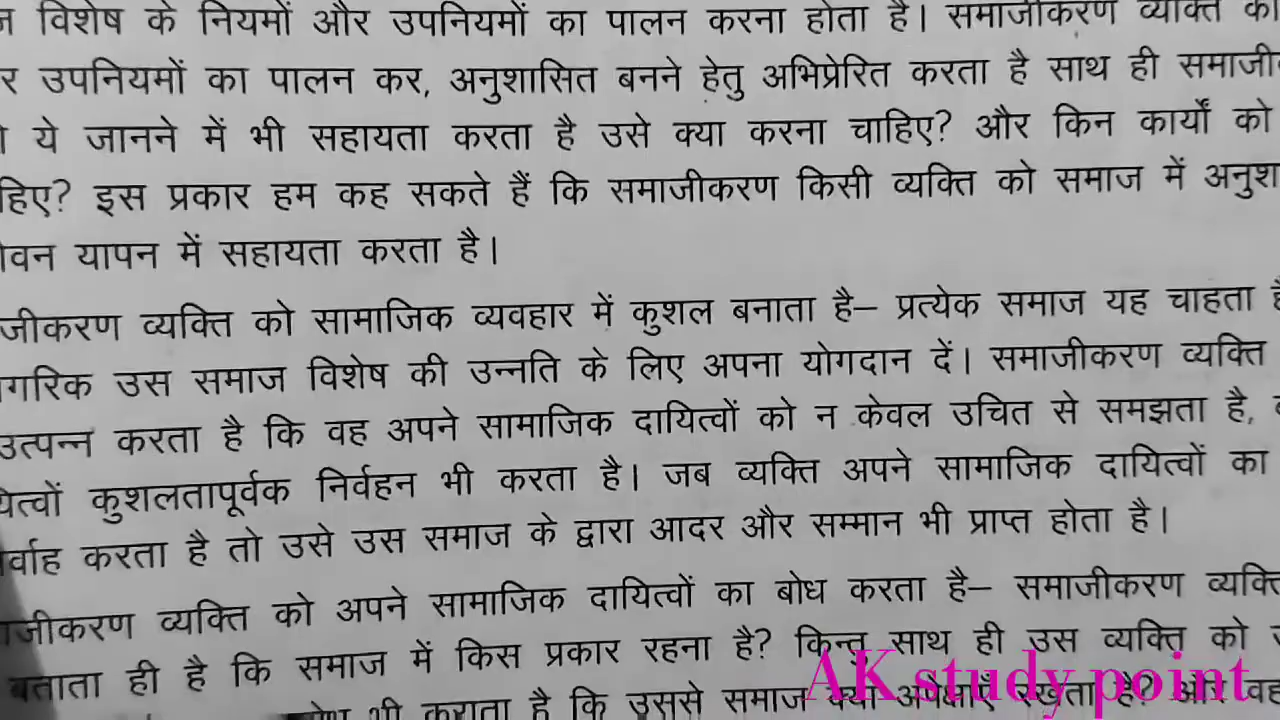 विशेष के नियमों और उपनियमों का पालन करना होता है। समाजीकरण व्यक्ति को
उपनियमों का पालन कर, अनुशासित बनने हेतु अभिप्रेरित करता है साथ ही समाजी
ये जानने में भी सहायता करता है उसे क्या करना चाहिए? और किन कार्यों को
हिए? इस प्रकार हम कह सकते हैं कि समाजीकरण किसी व्यक्ति को समाज में अनुशा
वन यापन में सहायता करता है।
जीकरण व्यक्ति को सामाजिक व्यवहार में कुशल बनाता है– प्रत्येक समाज यह चाहता है
गरिक उस समाज विशेष की उन्नति के लिए अपना योगदान दें। समाजीकरण व्यक्ति
उत्पन्न करता है कि वह अपने सामाजिक दायित्वों को न केवल उचित से समझता है,
यित्वों कुशलतापूर्वक निर्वहन भी करता है। जब व्यक्ति अपने सामाजिक दायित्वों का
र्वाह करता है तो उसे उस समाज के द्वारा आदर और सम्मान भी प्राप्त होता है।
जीकरण व्यक्ति को अपने सामाजिक दायित्वों का बोध करता है– समाजीकरण व्यक्ति
बताता ही है कि समाज में किस प्रकार रहना है? किन्तु साथ ही उस व्यक्ति को
भी कराता है कि उससे समाज क्या अपेक्षाएँ रखता है? और वह
AK study point